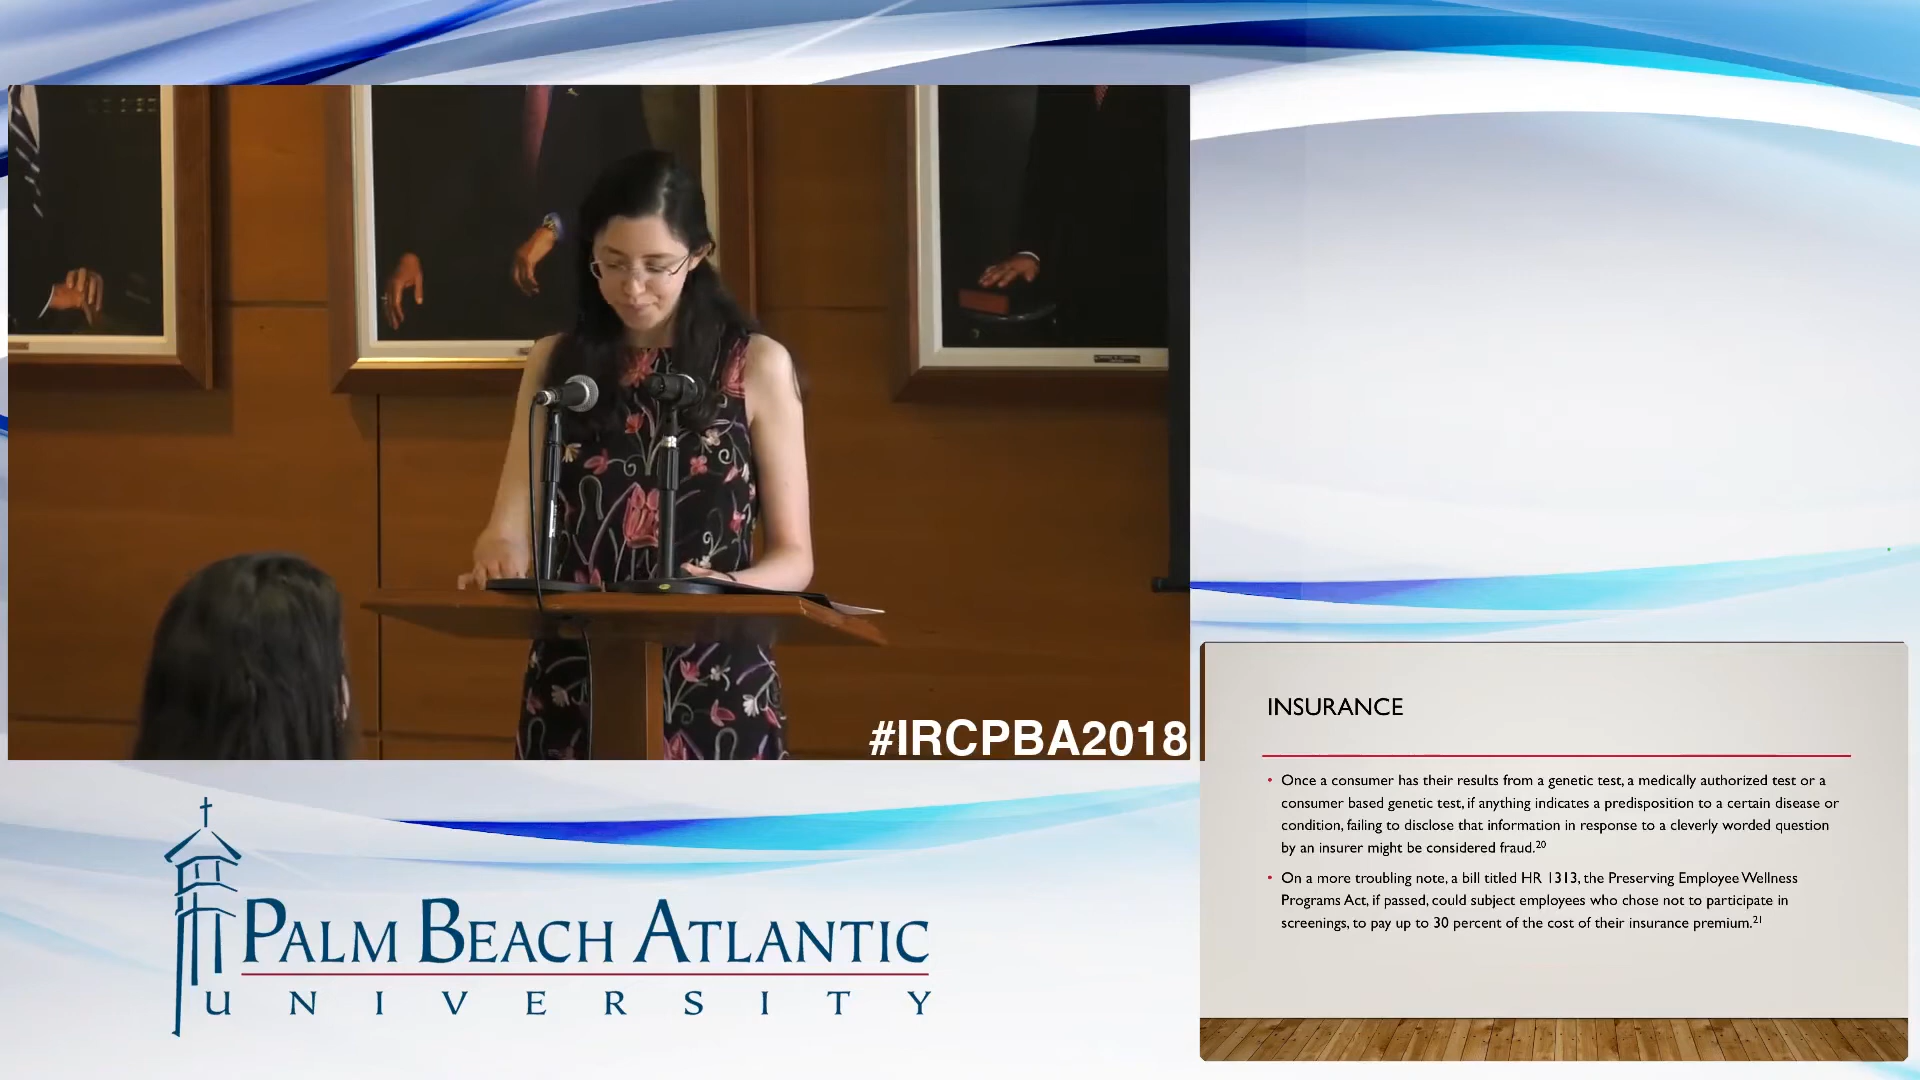 #IRCPBA2018
PALM BEACH ATLANTIC
UNIVERSITY
INSURANCE
• Once a consumer has their results from a genetic test, a medically authorized test or a
consumer based genetic test, if anything indicates a predisposition to a certain disease or
condition, failing to disclose that information in response to a cleverly worded question
by an insurer might be considered fraud.20
• On a more troubling note, a bill titled HR 1313, the Preserving Employee Wellness
Programs Act, if passed, could subject employees who chose not to participate in
screenings, to pay up to 30 percent of the cost of their insurance premium.21